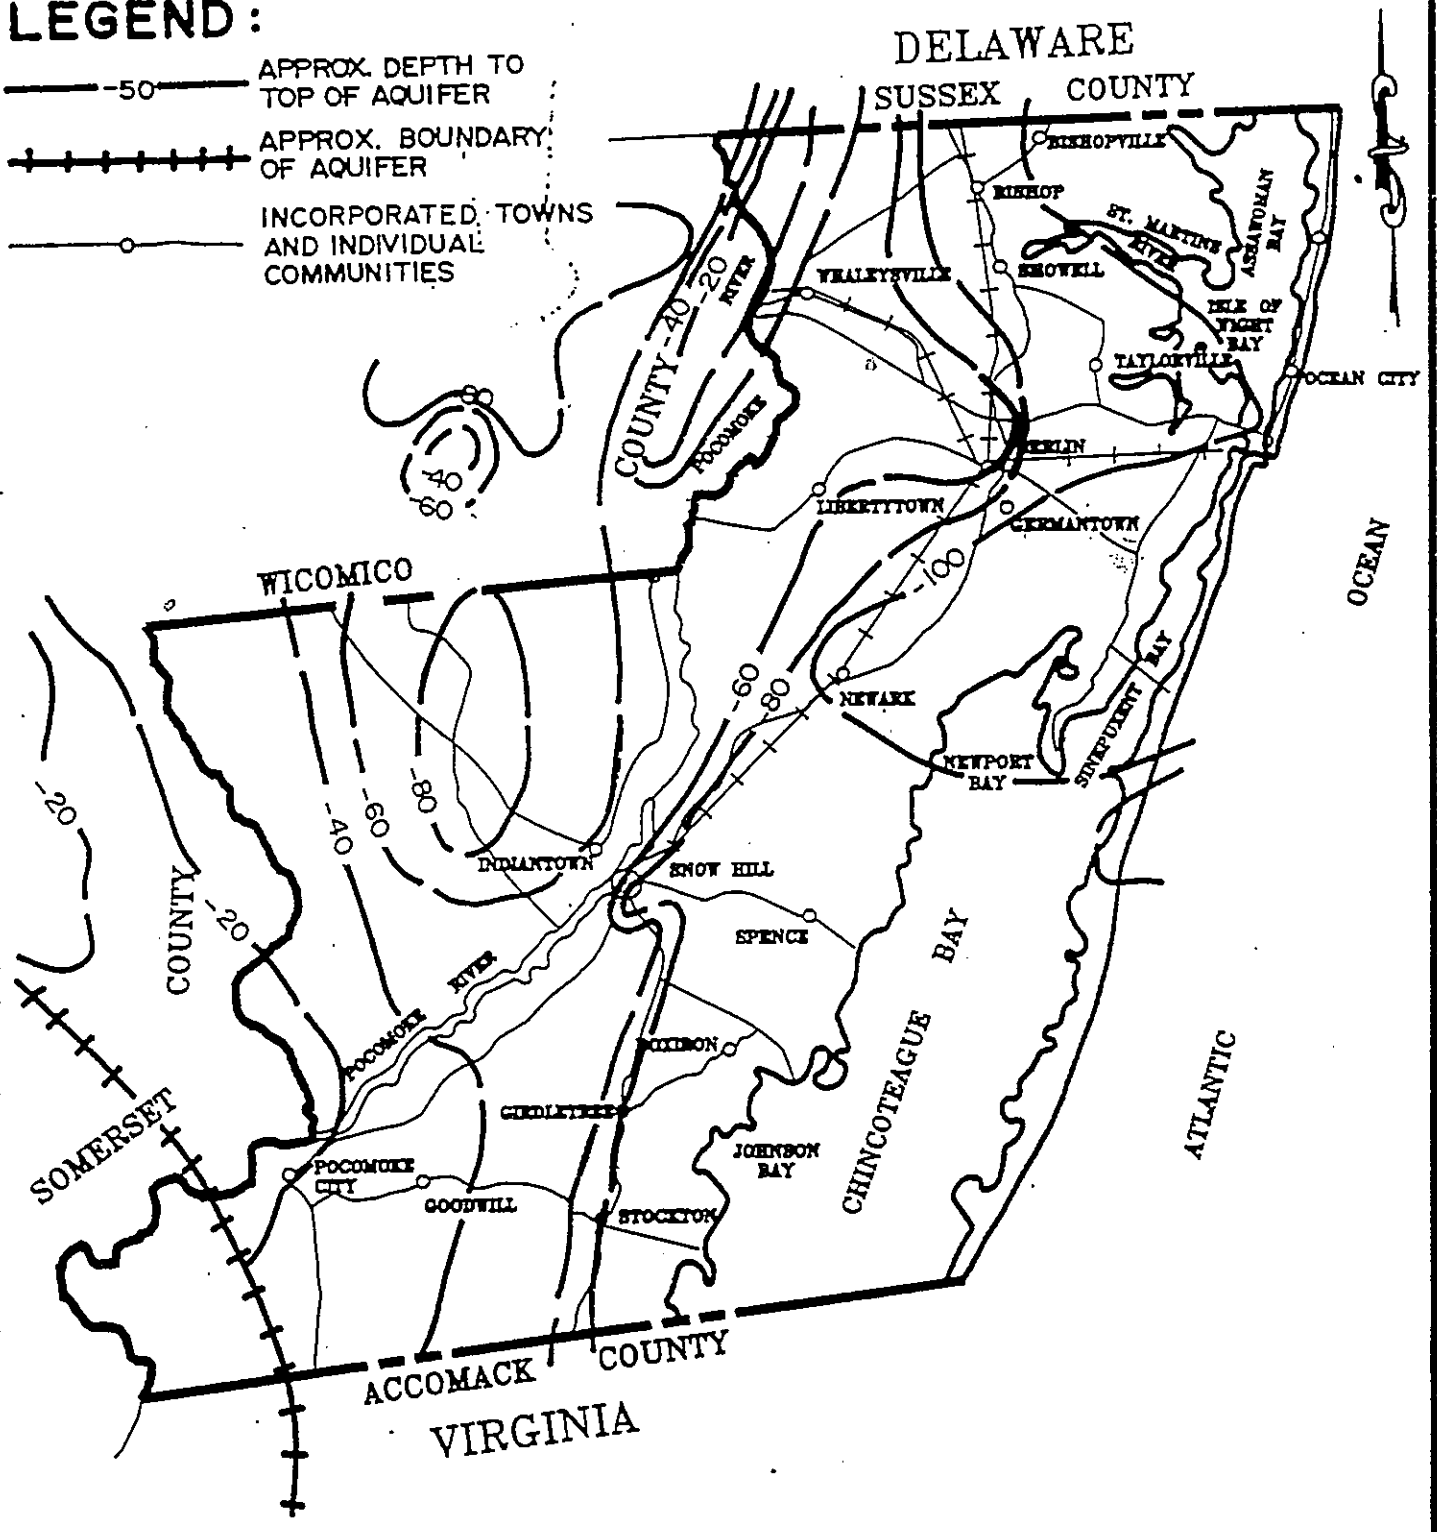 LEGEND :
-50
APPROX. DEPTH TO
TOP OF AQUIFER
APPROX. BOUNDARY
OF AQUIFER
INCORPORATED TOWNS
AND INDIVIDUAL
COMMUNITIES
DELAWARE
SUSSEX COUNTY
BISHOPVILLE
BISHOP
ST. MARTINS
RIVER
ASSAWOMAN
BAY
SHOWELL
WHALEYSVILLE
ISLE OF
WIGHT
BAY
TAYLORVILLE
OCEAN CITY
RIVER
-20
-40
COUNTY
POCOMOKE
80
-40
-60
BERLIN
LIBERTYTOWN
GERMANTOWN
-100
OCEAN
WICOMICO
-60
-80
NEWARK
NEWPORT
BAY
SINEPUXENT
BAY
-20
-40
-60
-80
INDIANTOWN
SNOW HILL
SPENCE
COUNTY
-20
POCOMOKE
RIVER
BOXIRON
GIRDLETREE
CHINCOTEAGUE
BAY
ATLANTIC
SOMERSET
JOHNSON
BAY
POCOMOKE
CITY
GOODWILL
STOCKTON
ACCOMACK COUNTY
VIRGINIA